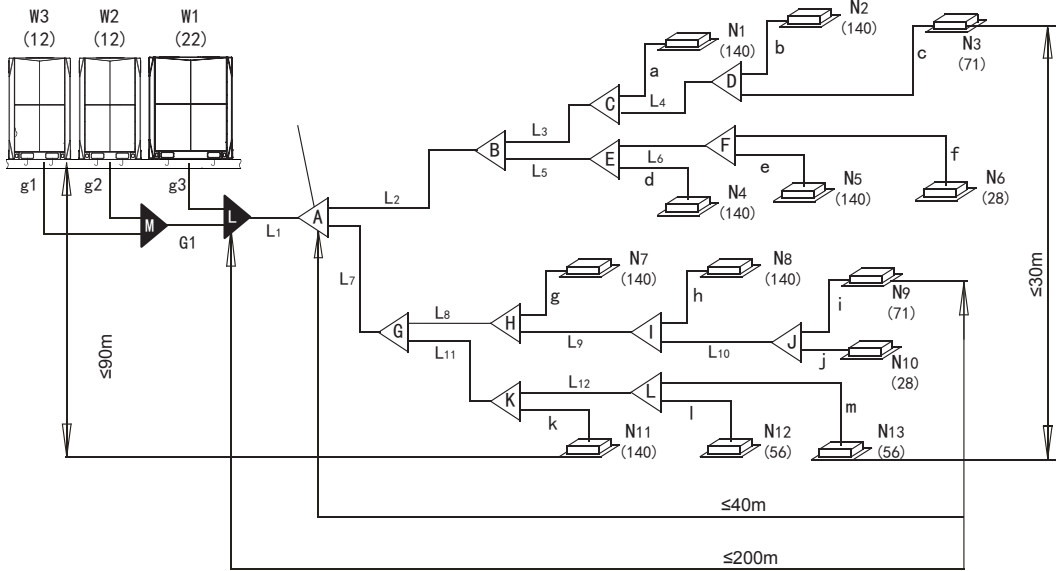 W3
(12)
W2
(12)
W1
(22)
g1
g2
g3
M
G1
L
L1
A
L2
L7
B
L3
L5
C
a
L4
D
b
c
N1
(140)
N2
(140)
N3
(71)
E
L6
d
F
e
f
N4
(140)
N5
(140)
N6
(28)
G
L8
L11
H
g
L9
I
h
L10
J
i
j
N7
(140)
N8
(140)
N9
(71)
N10
(28)
K
L12
k
L
l
m
N11
(140)
N12
(56)
N13
(56)
≤90m
≤30m
≤40m
≤200m